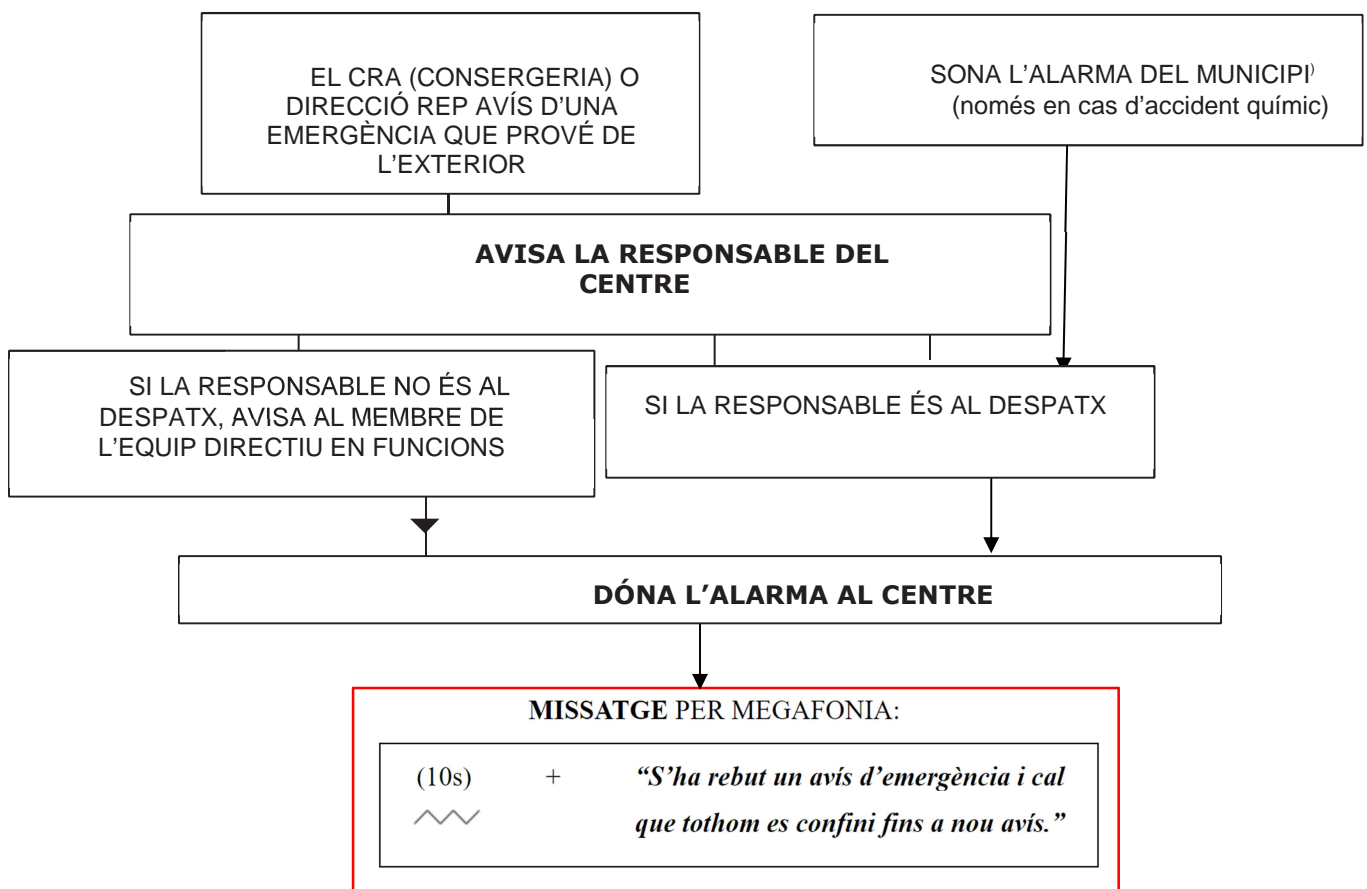 EL CRA (CONSERGERIA) O
DIRECCIÓ REP AVÍS D'UNA
EMERGÈNCIA QUE PROVÉ DE
L'EXTERIOR
SONA L'ALARMA DEL MUNICIPI)
(només en cas d'accident químic)
AVISA LA RESPONSABLE DEL
CENTRE
SI LA RESPONSABLE NO ÉS AL
DESPATX, AVISA AL MEMBRE DE
L'EQUIP DIRECTIU EN FUNCIONS
SI LA RESPONSABLE ÉS AL DESPATX
DÓNA L'ALARMA AL CENTRE
MISSATGE PER MEGAFONIA:
(10s) + “S'ha rebut un avís d'emergència i cal
que tothom es confini fins a nou avís.”